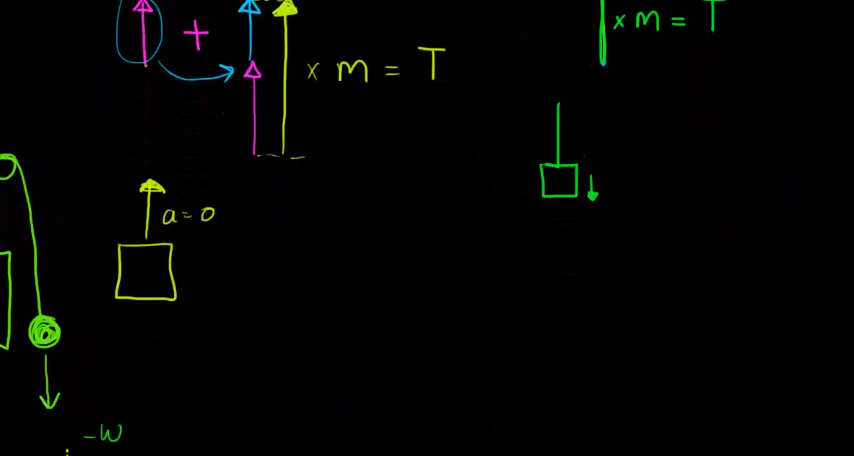 +
x m = T
x m = T
a = 0
-W